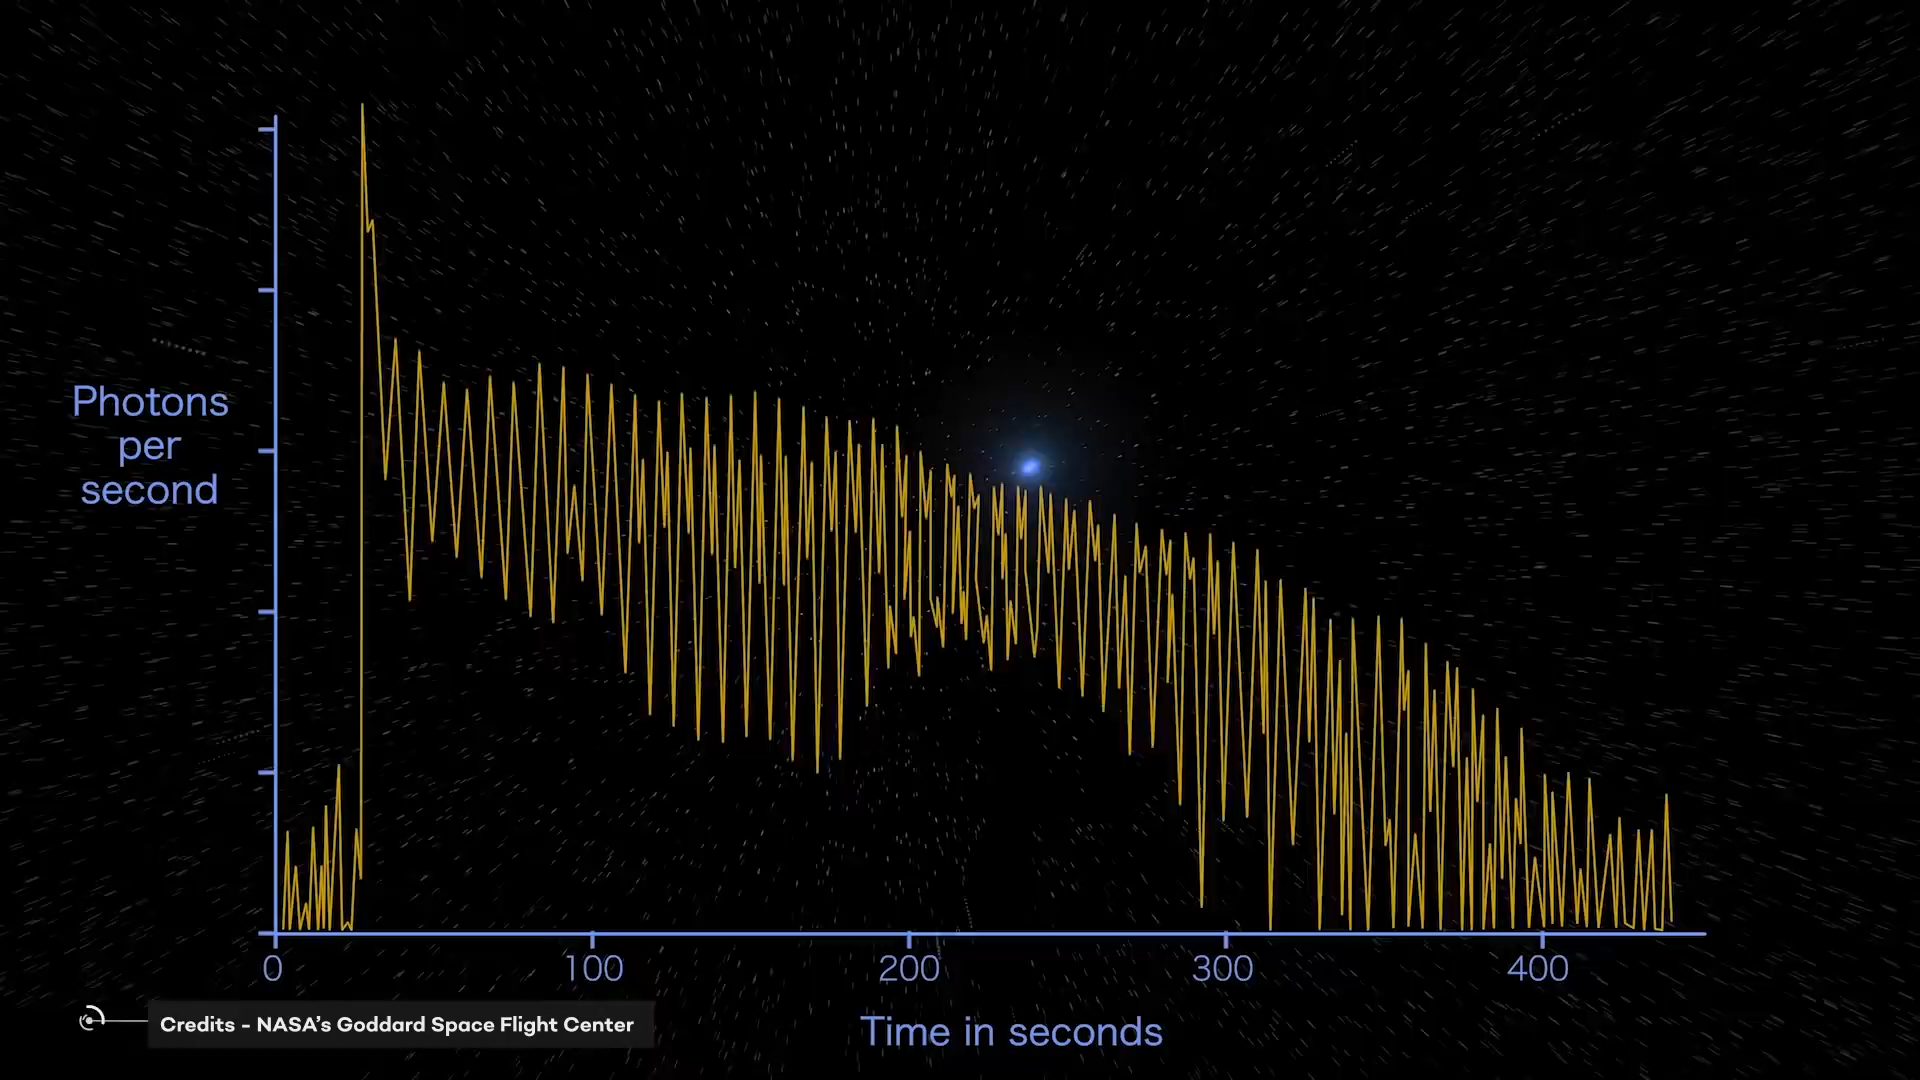 Photons
per
second
0 100 200 300 400
Time in seconds
Credits - NASA's Goddard Space Flight Center